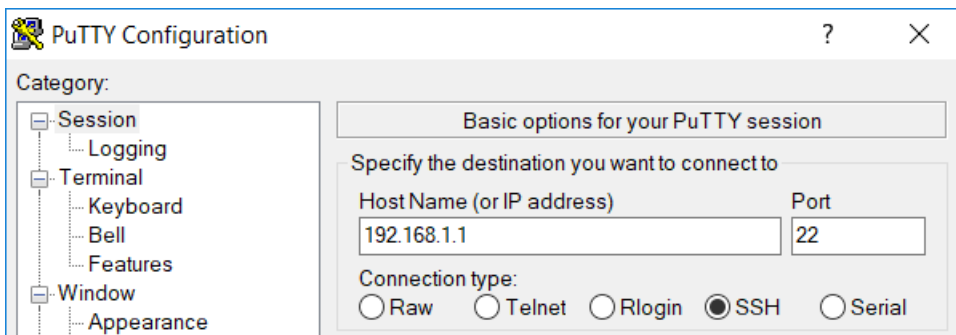 PuTTY Configuration
?
Category:
Session
Logging
Terminal
Keyboard
Bell
Features
Window
Appearance
Basic options for your PuTTY session
Specify the destination you want to connect to
Host Name (or IP address) Port
192.168.1.1 22
Connection type:
Raw Telnet Rlogin SSH Serial